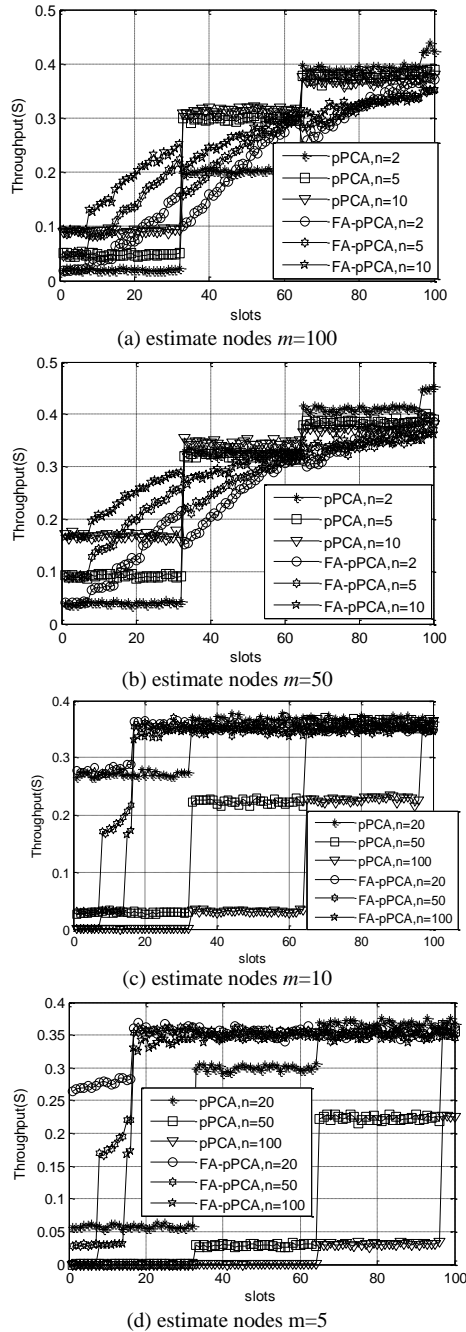 0.5
0.4
0.3
0.2
0.1
0
Throughput(S)
pPCA,n=2
pPCA,n=5
pPCA,n=10
FA-pPCA,n=2
FA-pPCA,n=5
FA-pPCA,n=10
0 20 40 60 80 100
slots
(a) estimate nodes m=100
0.5
0.4
0.3
0.2
0.1
0
Throughput(S)
pPCA,n=2
pPCA,n=5
pPCA,n=10
FA-pPCA,n=2
FA-pPCA,n=5
FA-pPCA,n=10
0 20 40 60 80 100
slots
(b) estimate nodes m=50
0.4
0.3
0.2
0.1
0
Throughput(S)
pPCA,n=20
pPCA,n=50
pPCA,n=100
FA-pPCA,n=20
FA-pPCA,n=50
FA-pPCA,n=100
0 20 40 60 80 100
slots
(c) estimate nodes m=10
0.4
0.35
0.3
0.25
0.2
0.15
0.1
0.05
0
Throughput(S)
pPCA,n=20
pPCA,n=50
pPCA,n=100
FA-pPCA,n=20
FA-pPCA,n=50
FA-pPCA,n=100
0 20 40 60 80 100
slots
(d) estimate nodes m=5